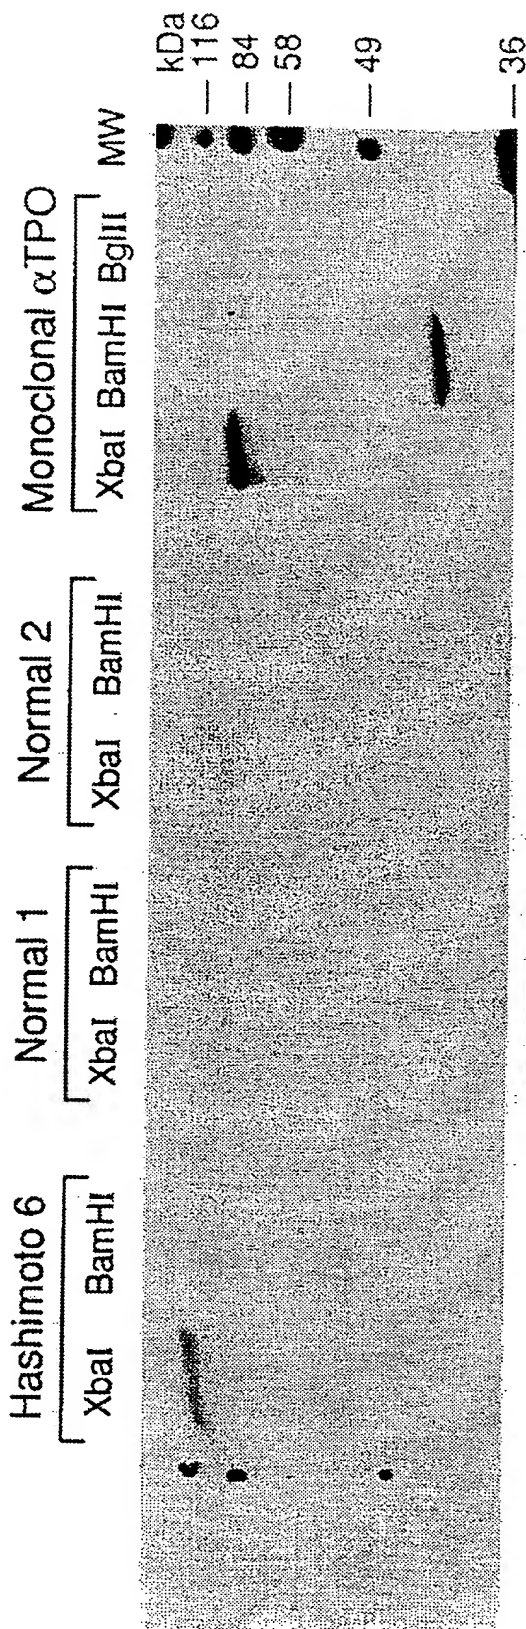 Hashimoto 6
XbaI BamHI
Normal 1
XbaI BamHI
Normal 2
XbaI BamHI
Monoclonal αTPO
XbaI BamHI BglII
MW
kDa
116
84
58
49
36